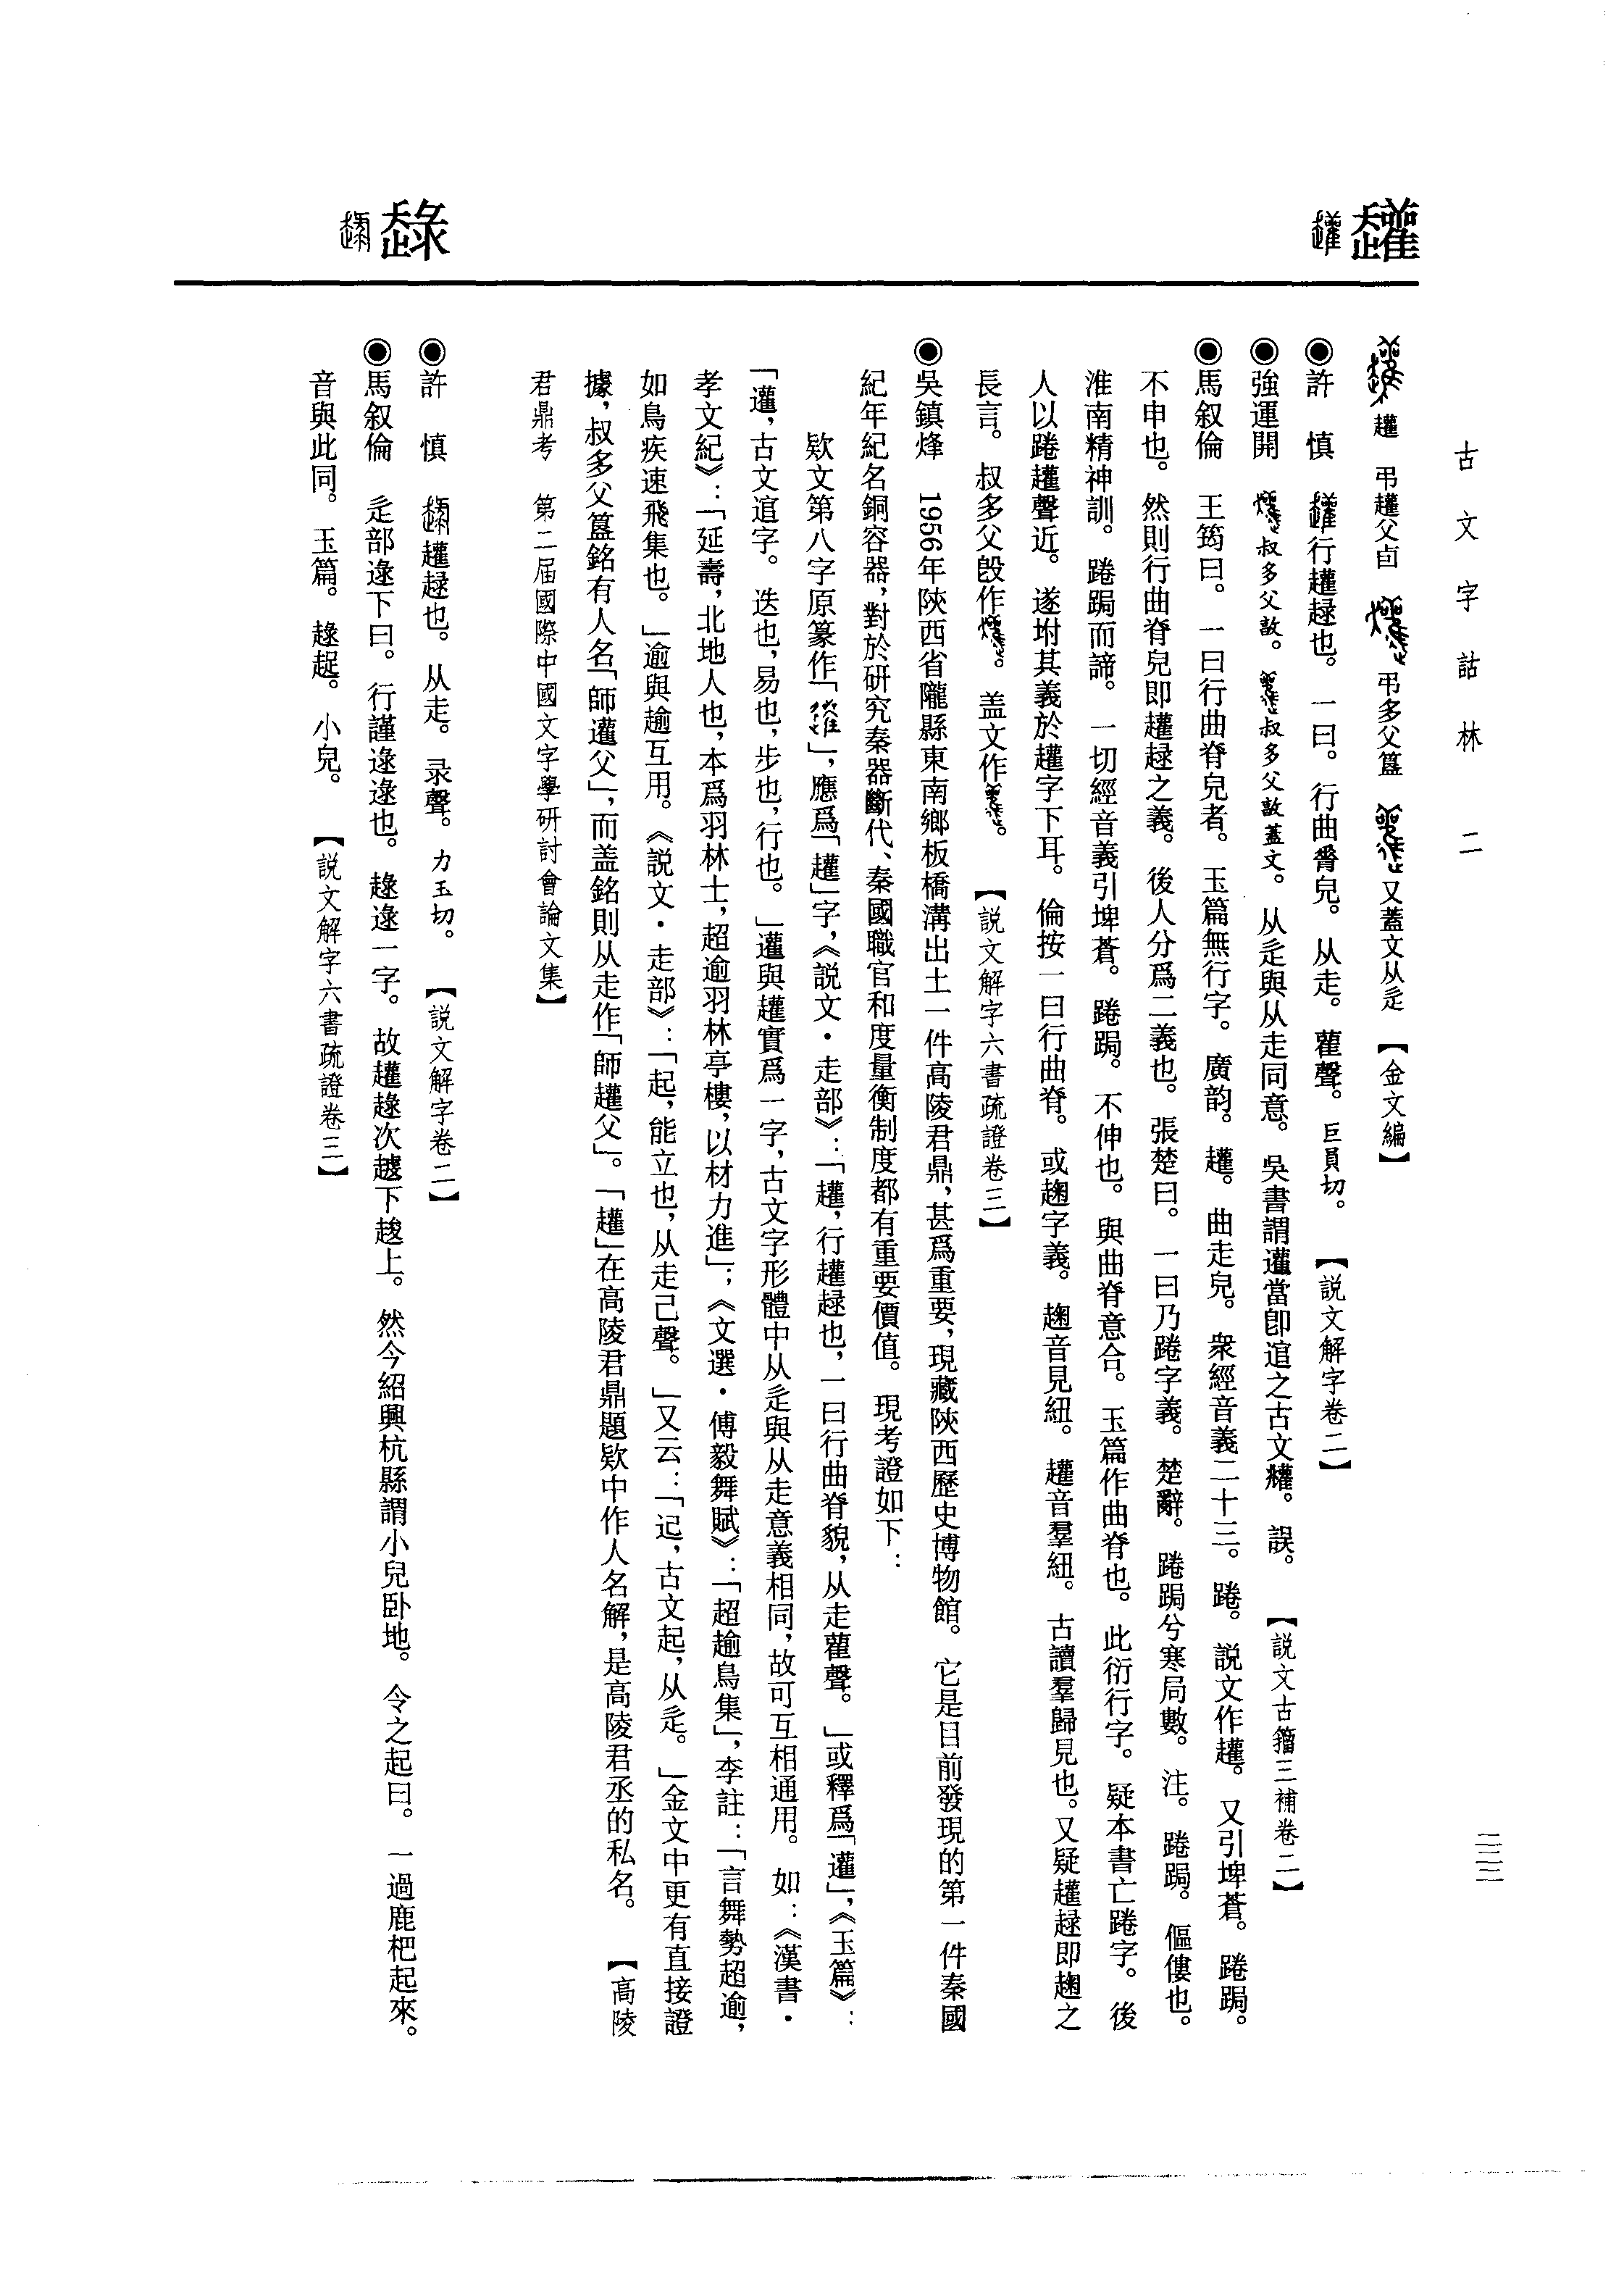 古文字詁林 二
三三二
趯
趯 弔趯父卣 弔多父簋 又蓋文从辵 【金文編】
◉許 慎 行趯趢也。一曰。行曲脊皃。从走。雚聲。巨員切。 【説文解字卷二】
◉強運開 叔多父𣪘。叔多父𣪘蓋文。从辵與从走同意。吳書謂𨙂當卽逭之古文。誤。 【説文古籀三補卷二】
◉馬叙倫 王筠曰。一曰行曲脊皃者。玉篇無行字。廣韵。趯。曲走皃。衆經音義二十三。踡。説文作趯。又引埤蒼。踡跼。
不申也。然則行曲脊皃即趯趢之義。後人分爲二義也。張楚曰。一曰乃踡字義。楚辭。踡跼兮寒局數。注。踡跼。傴僂也。
淮南精神訓。踡跼而諦。一切經音義引埤蒼。踡跼。不伸也。與曲脊意合。玉篇作曲脊也。此衍行字。疑本書亡踡字。後
人以踡趯聲近。遂坿其義於趯字下耳。倫按一曰行曲脊。或趜字義。趜音見紐。趯音羣紐。古讀羣歸見也。又疑趯趢即趜之
長言。叔多父𣪘作。盖文作。 【説文解字六書疏證卷三】
◉吳鎮烽 1956年陝西省隴縣東南鄉板橋溝出土一件高陵君鼎，甚爲重要，現藏陝西歷史博物館。它是目前發現的第一件秦國
紀年紀名銅容器，對於研究秦器斷代、秦國職官和度量衡制度都有重要價值。現考證如下：
欵文第八字原篆作「」，應爲「趯」字，《説文·走部》：「趯，行趯趢也，一曰行曲脊貌，从走雚聲。」或釋爲「𨙂」，《玉篇》：
「𨙂，古文逭字。迭也，易也，步也，行也。」𨙂與趯實爲一字，古文字形體中从辵與从走意義相同，故可互相通用。如：《漢書·
孝文紀》：「延壽，北地人也，本爲羽林士，超逾羽林亭樓，以材力進」；《文選·傅毅舞賦》：「超趥鳥集」，李註：「言舞勢超逾，
如鳥疾速飛集也。」逾與趥互用。《説文·走部》：「起，能立也，从走己聲。」又云：「䢋，古文起，从辵。」金文中更有直接證
據，叔多父簋銘有人名「師𨙂父」，而盖銘則从走作「師趯父」。「趯」在高陵君鼎題欵中作人名解，是高陵君丞的私名。 【高陵
君鼎考 第二届國際中國文字學研討會論文集】
趢
◉許 慎 趯趢也。从走。录聲。力玉切。 【説文解字卷二】
◉馬叙倫 辵部逯下曰。行謹逯逯也。趢逯一字。故趯趢次趨下趬上。然今紹興杭縣謂小兒卧地。令之起曰。一過鹿杷起來。
音與此同。玉篇。趢趗。小兒。 【説文解字六書疏證卷三】